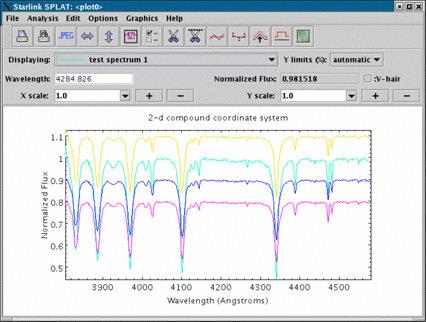 Starlink SPLAT: <plot0>
File Analysis Edit Options Graphics Help
JPEG
Displaying: test spectrum 1 Y limits (%): automatic
Wavelength: 4284.826 Normalized Flux: 0.981518 :V-hair
X scale: 1.0 + − Y scale: 1.0 + −
2-d compound coordinate system
1.1
1
0.9
0.8
0.7
0.6
0.5
Normalized Flux
3900 4000 4100 4200 4300 4400 4500
Wavelength (Angstroms)